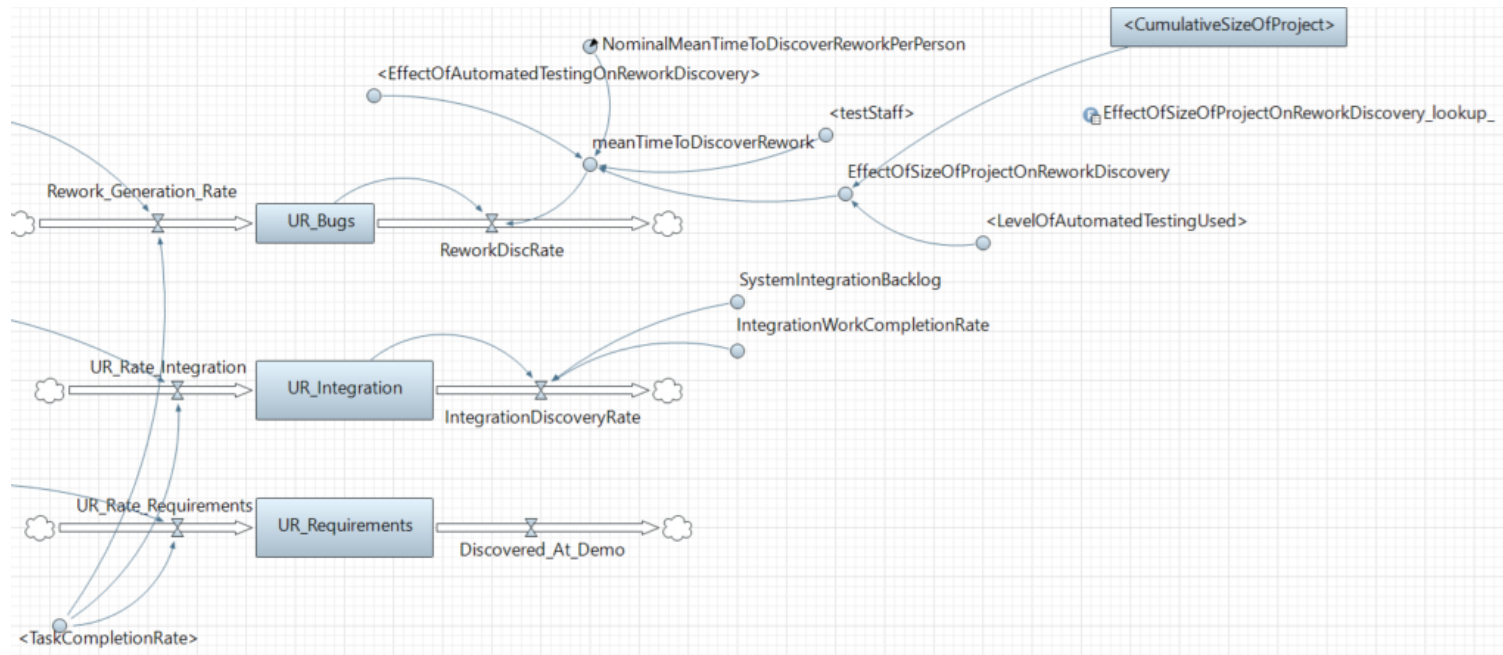 <CumulativeSizeOfProject>
NominalMeanTimeToDiscoverReworkPerPerson
<EffectOfAutomatedTestingOnReworkDiscovery>
<testStaff>
EffectOfSizeOfProjectOnReworkDiscovery_lookup_
meanTimeToDiscoverRework
EffectOfSizeOfProjectOnReworkDiscovery
Rework_Generation_Rate
UR_Bugs
<LevelOfAutomatedTestingUsed>
ReworkDiscRate
SystemIntegrationBacklog
IntegrationWorkCompletionRate
UR_Rate_Integration
UR_Integration
IntegrationDiscoveryRate
UR_Rate_Requirements
UR_Requirements
Discovered_At_Demo
<TaskCompletionRate>